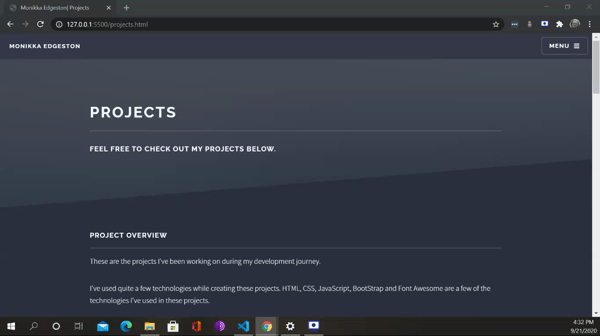 Monikka Edgeston| Projects
127.0.0.1:5500/projects.html
MONIKKA EDGESTON
MENU
PROJECTS
FEEL FREE TO CHECK OUT MY PROJECTS BELOW.
PROJECT OVERVIEW
These are the projects I've been working on during my development journey.
I've used quite a few technologies while creating these projects. HTML, CSS, JavaScript, BootStrap and Font Awesome are a few of the
technologies I've used in these projects.
4:32 PM
9/21/2020